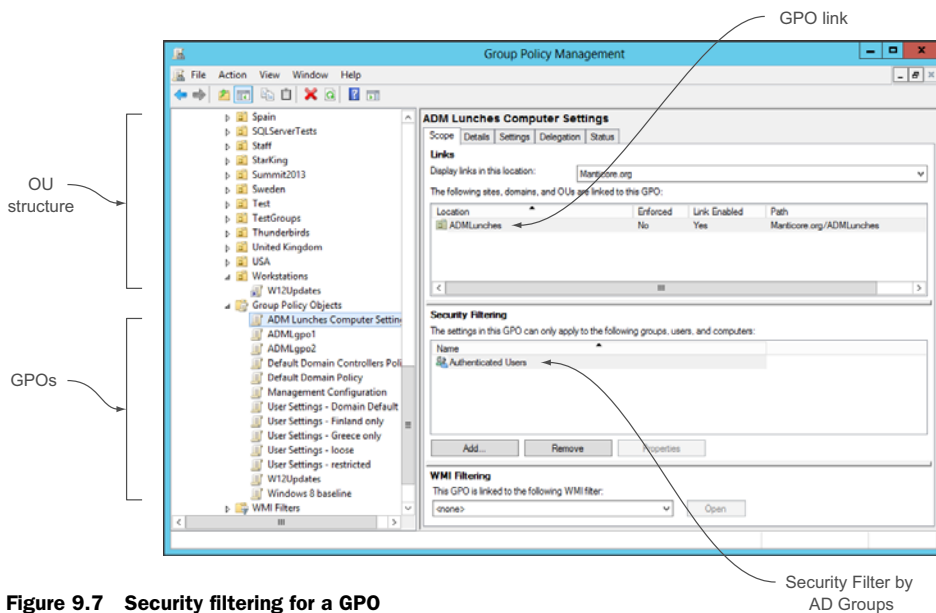 GPO link
Group Policy Management
File Action View Window Help
OU structure
Spain
SQLServerTests
Staff
StarKing
Summit2013
Sweden
Test
TestGroups
Thunderbirds
United Kingdom
USA
Workstations
W12Updates
Group Policy Objects
GPOs
ADM Lunches Computer Settin
ADMLgpo1
ADMLgpo2
Default Domain Controllers Poli
Default Domain Policy
Management Configuration
User Settings - Domain Default
User Settings - Finland only
User Settings - Greece only
User Settings - loose
User Settings - restricted
W12Updates
Windows 8 baseline
WMI Filters
ADM Lunches Computer Settings
Scope Details Settings Delegation Status
Links
Display links in this location: Manticore.org
The following sites, domains, and OUs are linked to this GPO:
Location Enforced Link Enabled Path
ADMLunches No Yes Manticore.org/ADMLunches
Security Filtering
The settings in this GPO can only apply to the following groups, users, and computers:
Name
Authenticated Users
Add... Remove Properties
WMI Filtering
This GPO is linked to the following WMI filter:
<none> Open
Security Filter by
AD Groups
Figure 9.7 Security filtering for a GPO